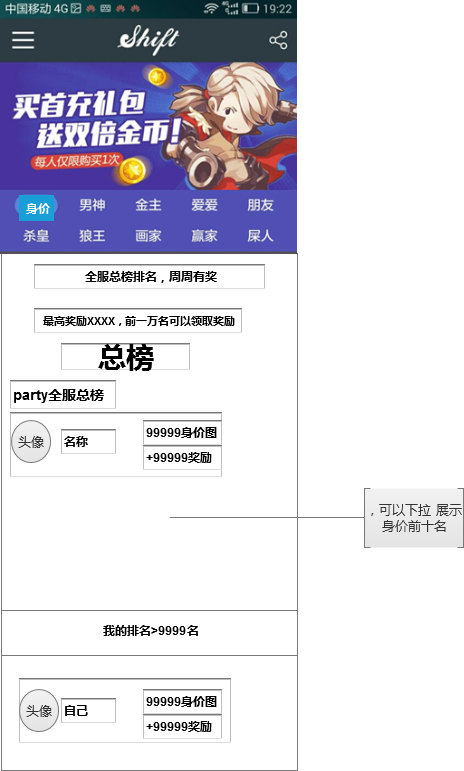 中国移动 4G 19:22
Shift
买首充礼包
送双倍金币!
每人仅限购买1次
身价 男神 金主 爱爱 朋友
杀皇 狼王 画家 赢家 屎人
全服总榜排名，周周有奖
最高奖励XXXX，前一万名可以领取奖励
总榜
party全服总榜
头像 名称 99999身价图
+99999奖励
，可以下拉 展示
身价前十名
我的排名>9999名
头像 自己 99999身价图
+99999奖励